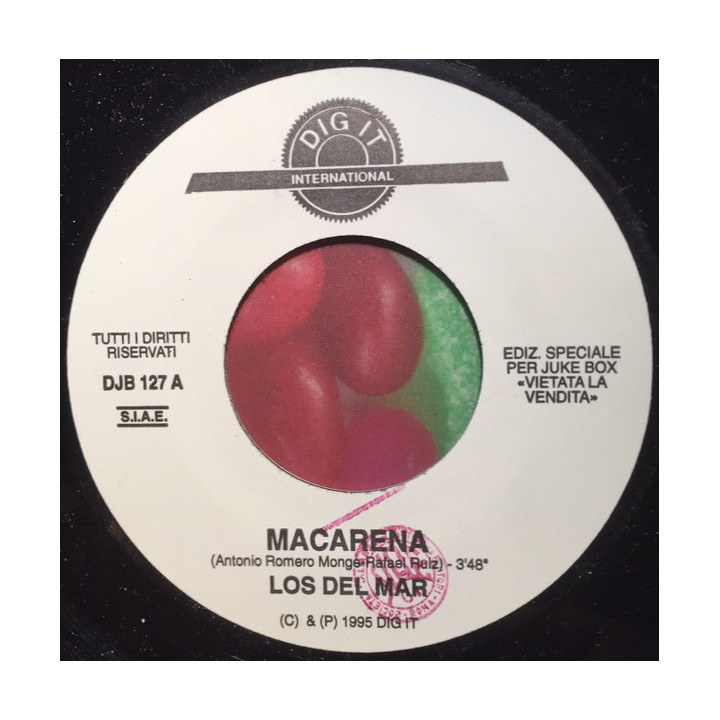 DIG IT
INTERNATIONAL
TUTTI I DIRITTI
RISERVATI
DJB 127 A
S.I.A.E.
EDIZ. SPECIALE
PER JUKE BOX
«VIETATA LA
VENDITA»
MACARENA
(Antonio Romero Monge-Rafael Ruiz) - 3'48"
LOS DEL MAR
(C) & (P) 1995 DIG IT